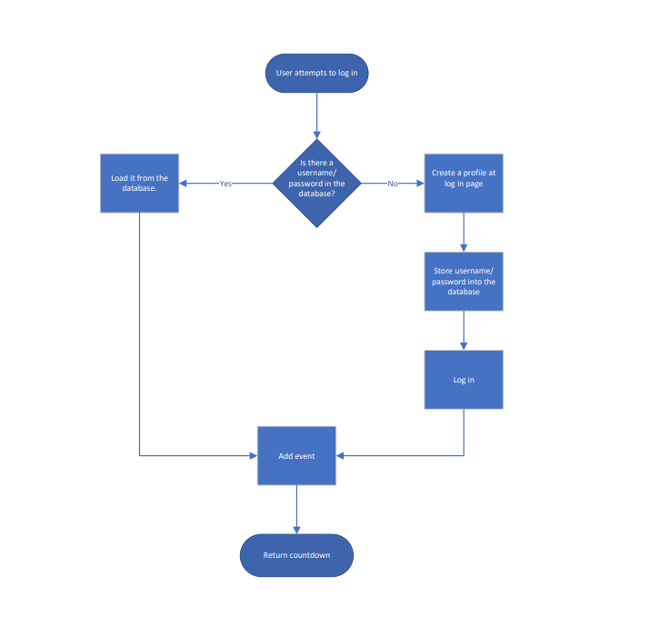 User attempts to log in
Is there a
username/
password in the
database?
Load it from the
database.
Yes
No
Create a profile at
log in page
Store username/
password into the
database
Log in
Add event
Return countdown